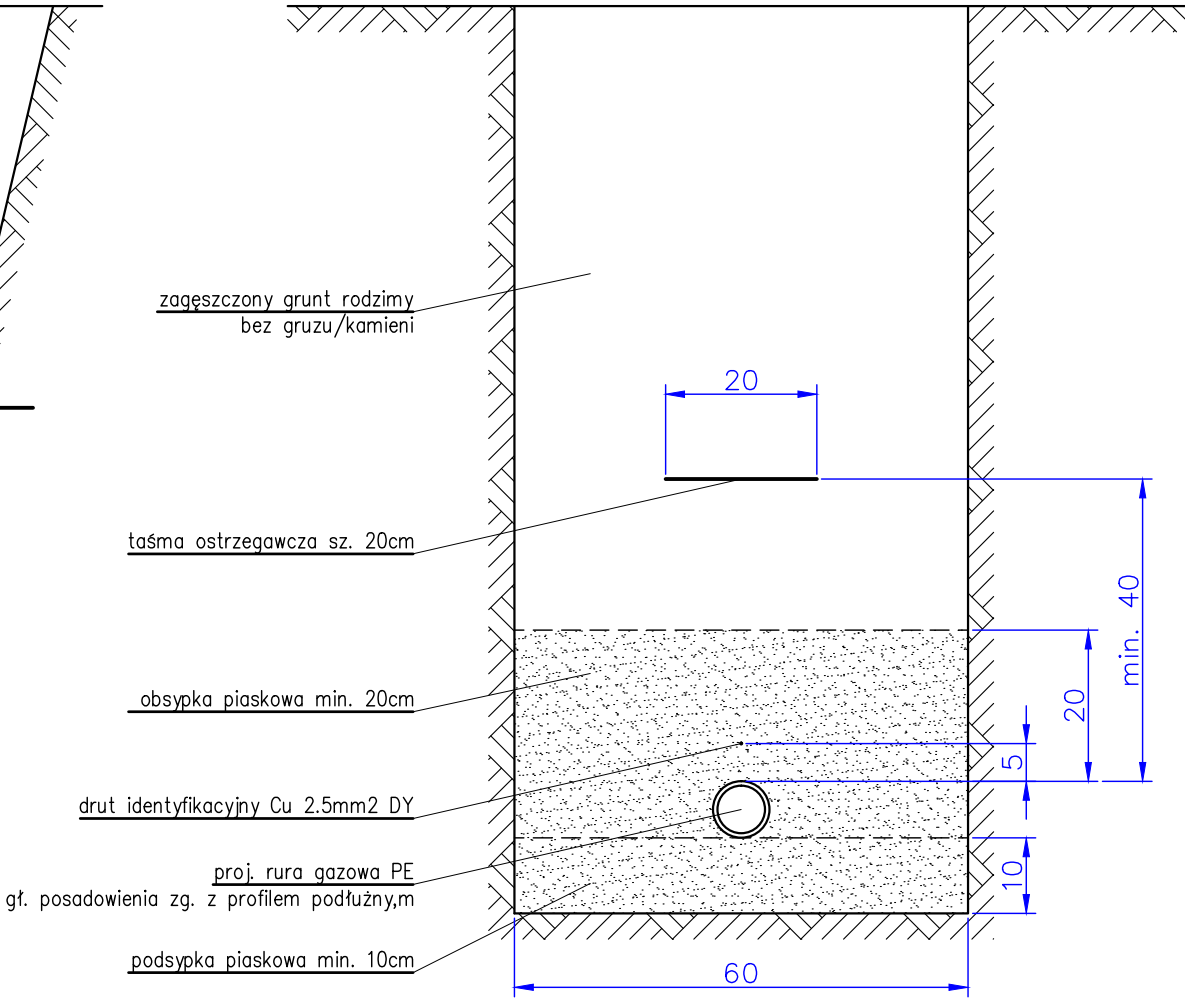 zagęszczony grunt rodzimy
bez gruzu/kamieni
20
taśma ostrzegawcza sz. 20cm
min. 40
obsypka piaskowa min. 20cm
20
5
drut identyfikacyjny Cu 2.5mm2 DY
proj. rura gazowa PE
gł. posadowienia zg. z profilem podłużny,m
10
podsypka piaskowa min. 10cm
60